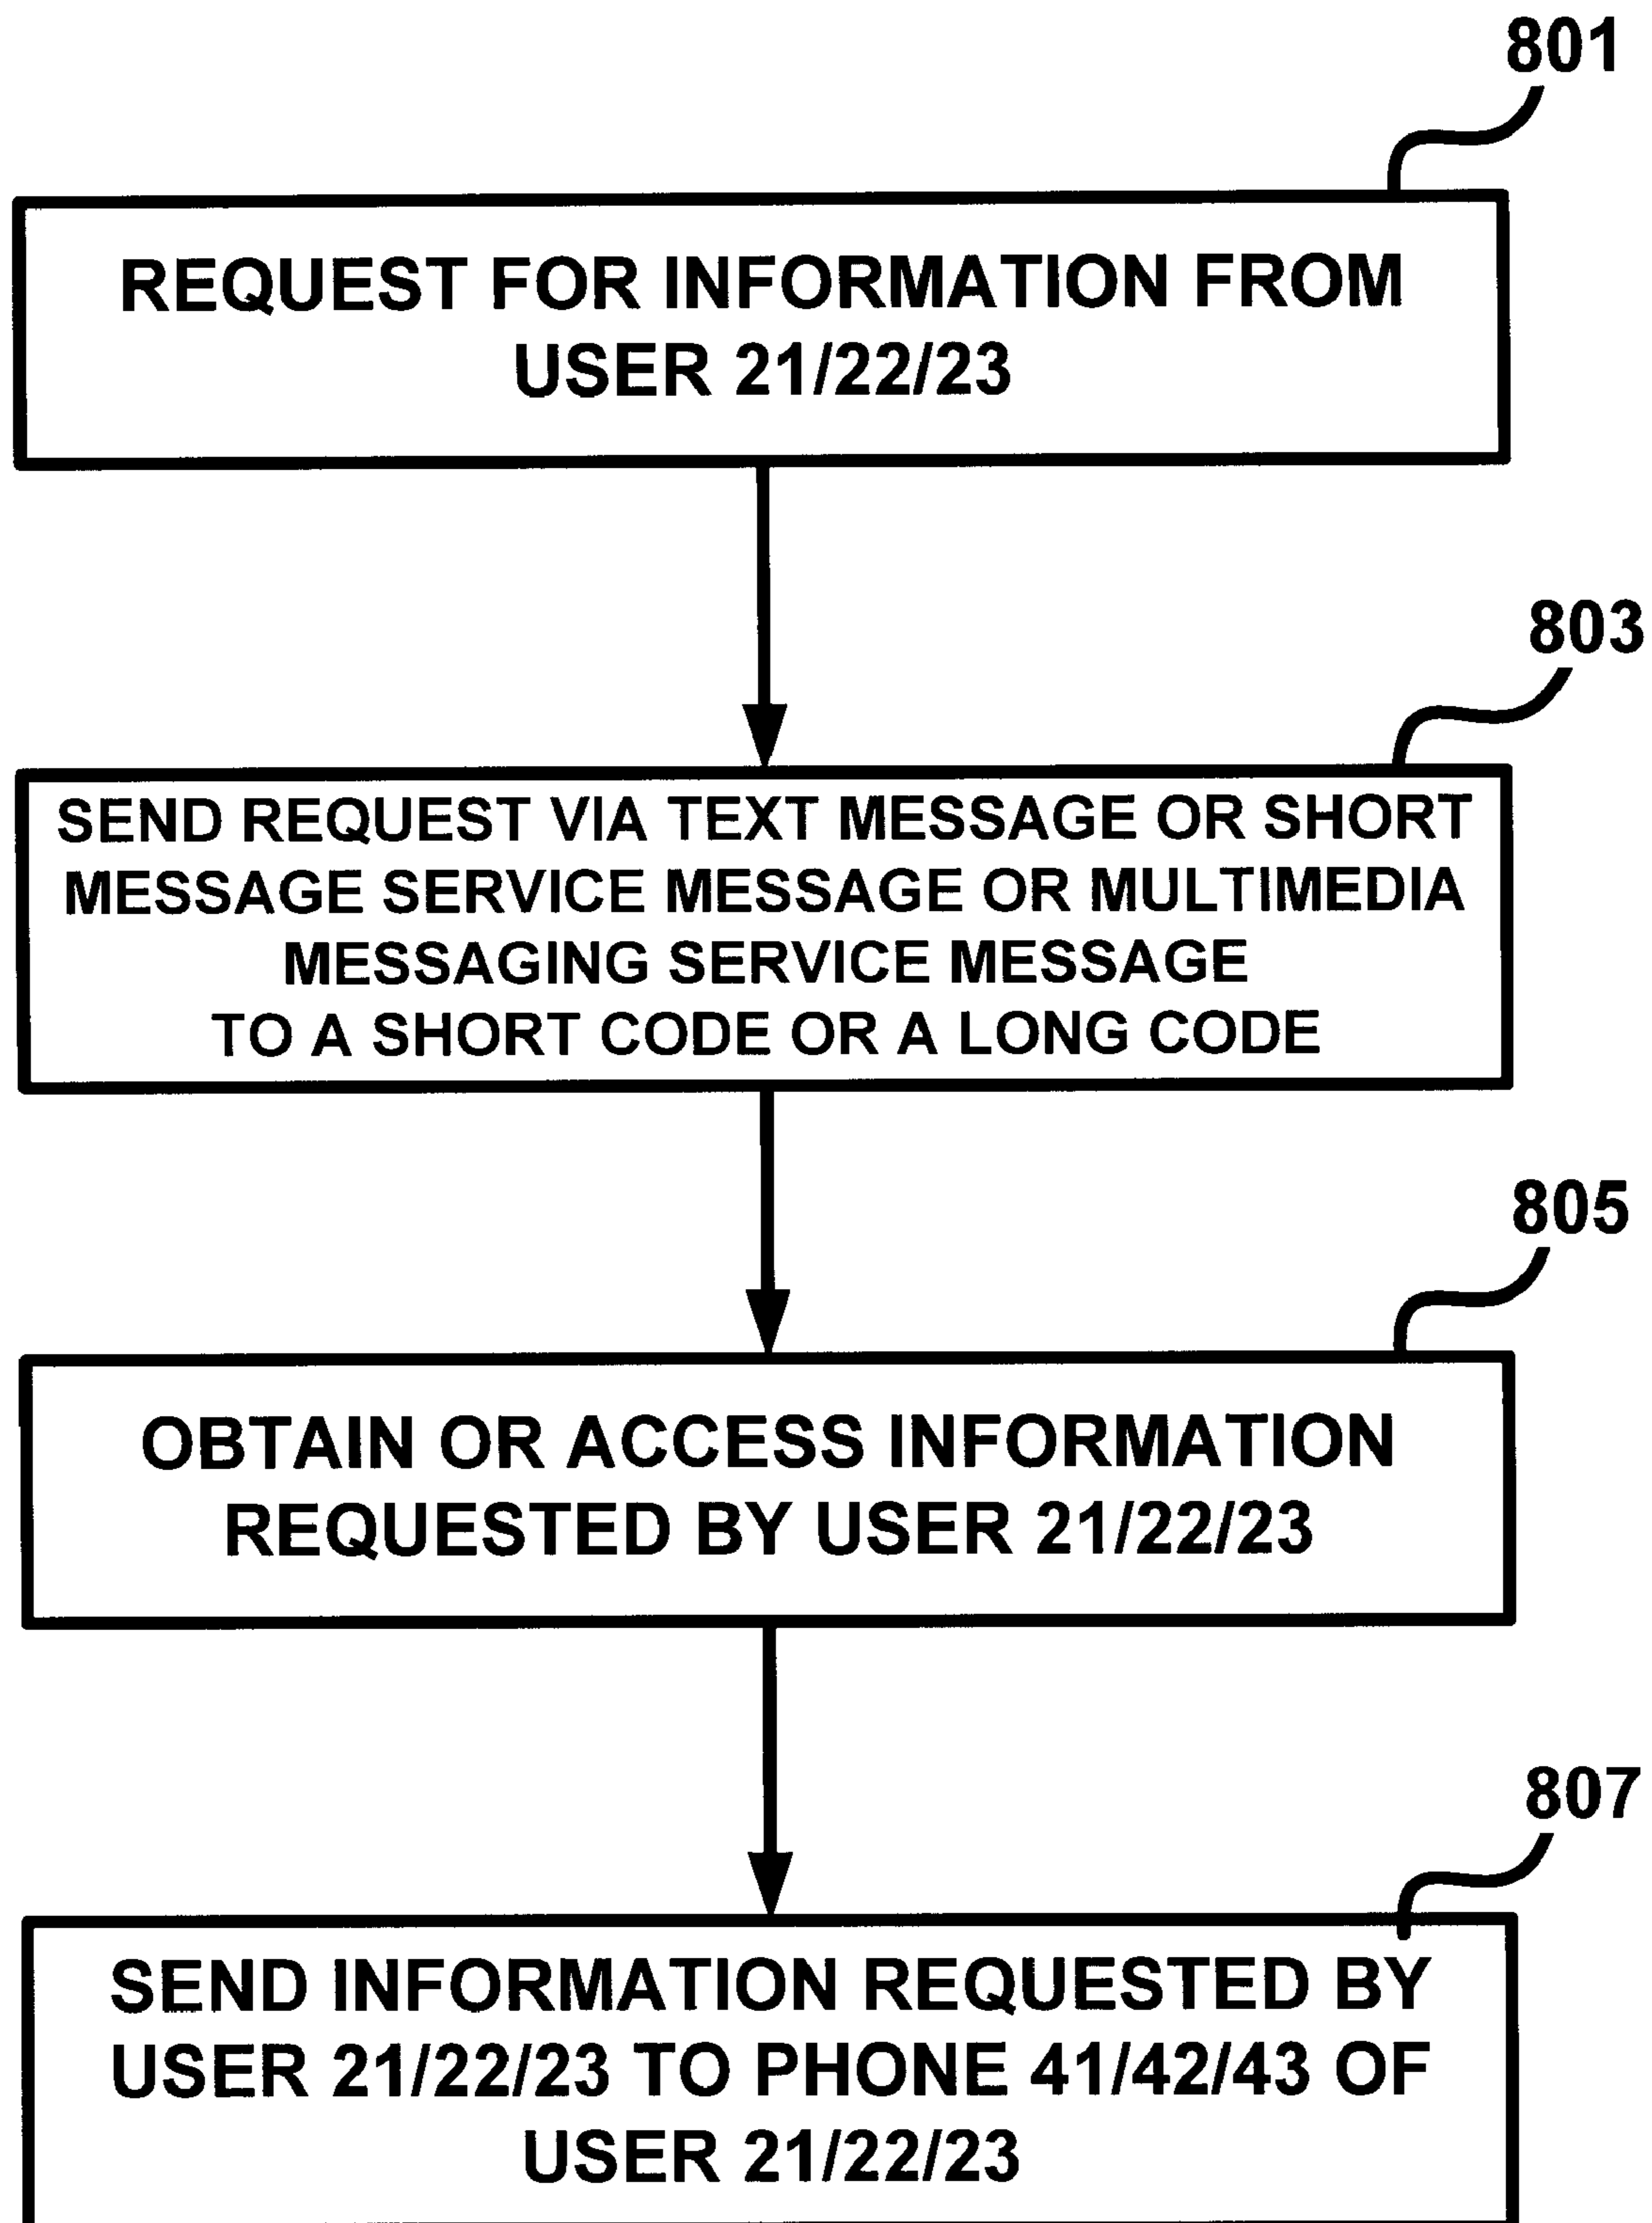 801
REQUEST FOR INFORMATION FROM
USER 21/22/23
803
SEND REQUEST VIA TEXT MESSAGE OR SHORT
MESSAGE SERVICE MESSAGE OR MULTIMEDIA
MESSAGING SERVICE MESSAGE
TO A SHORT CODE OR A LONG CODE
805
OBTAIN OR ACCESS INFORMATION
REQUESTED BY USER 21/22/23
807
SEND INFORMATION REQUESTED BY
USER 21/22/23 TO PHONE 41/42/43 OF
USER 21/22/23